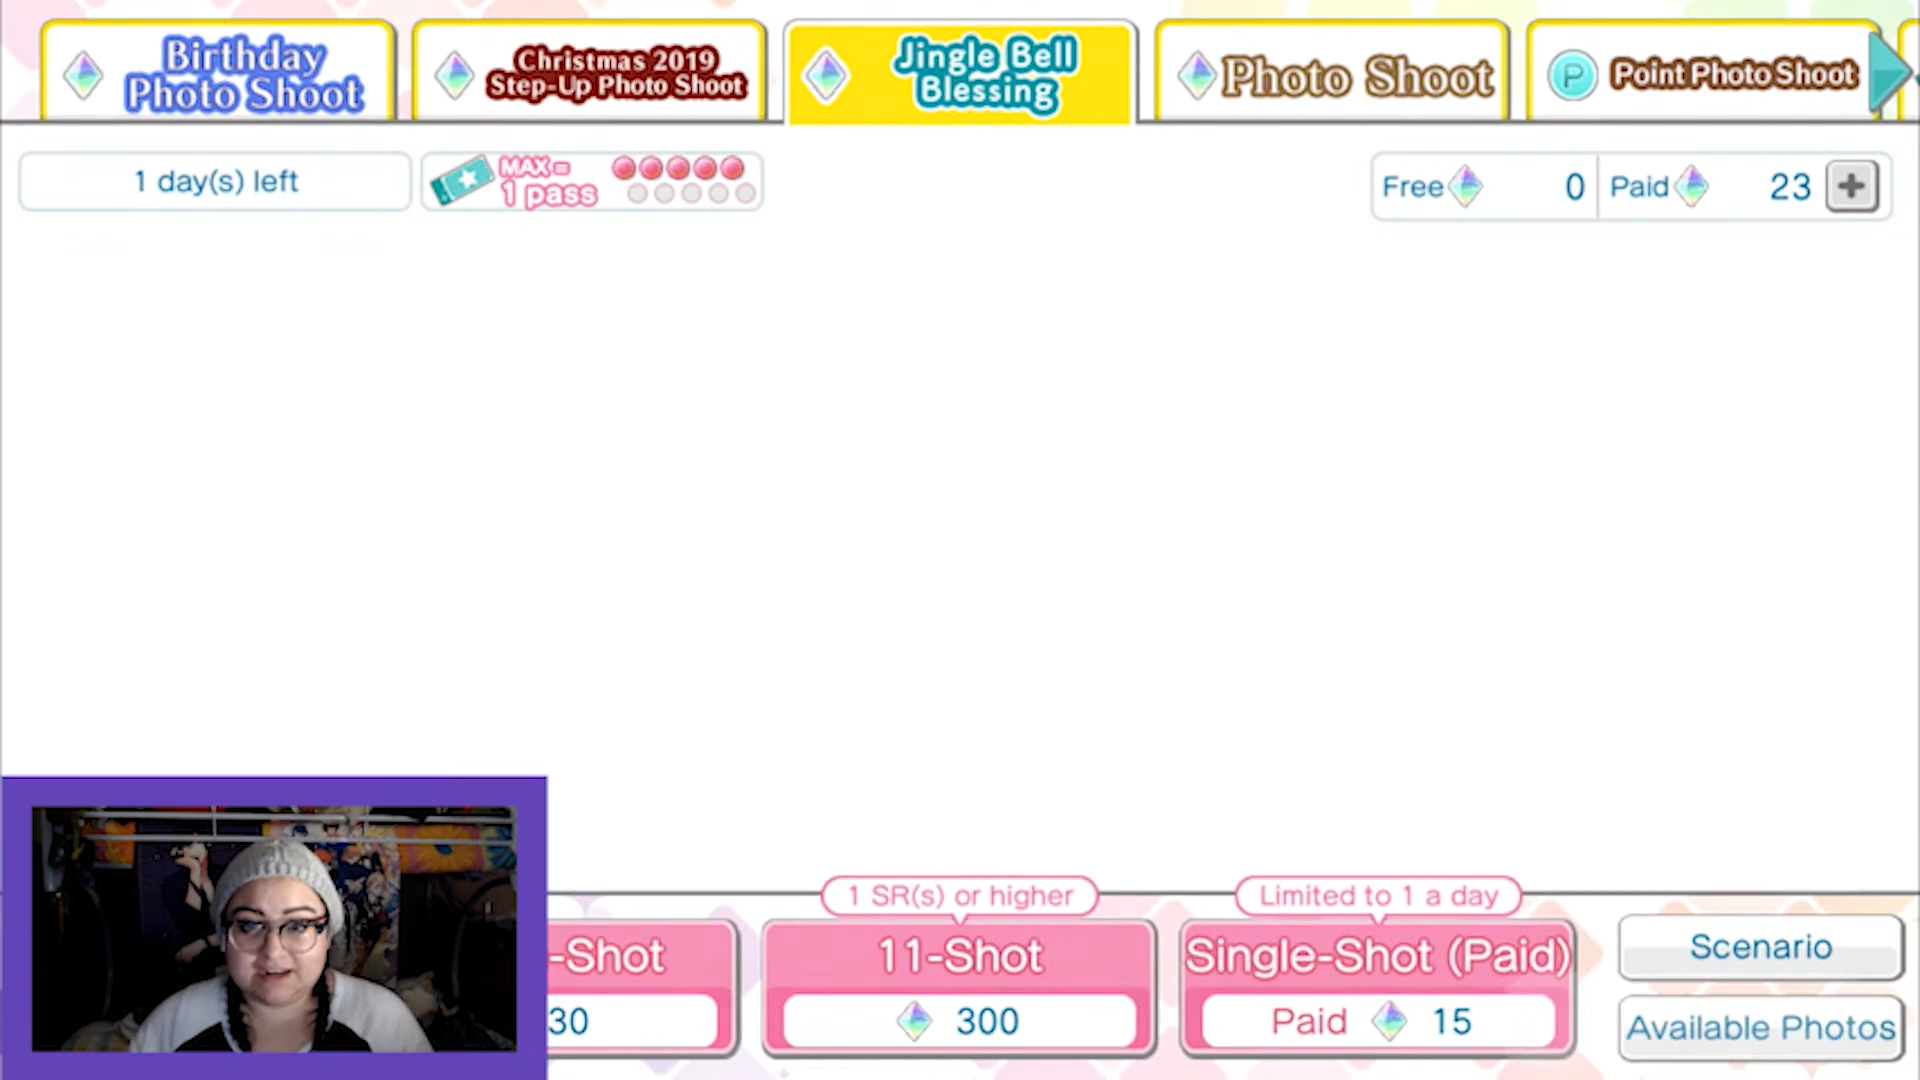 Birthday
Photo Shoot
Christmas 2019
Step-Up Photo Shoot
Jingle Bell
Blessing
Photo Shoot
P Point Photo Shoot
1 day(s) left
MAX =
1 pass
Free 0
Paid 23
1 SR(s) or higher
Limited to 1 a day
-Shot
30
11-Shot
300
Single-Shot (Paid)
Paid 15
Scenario
Available Photos